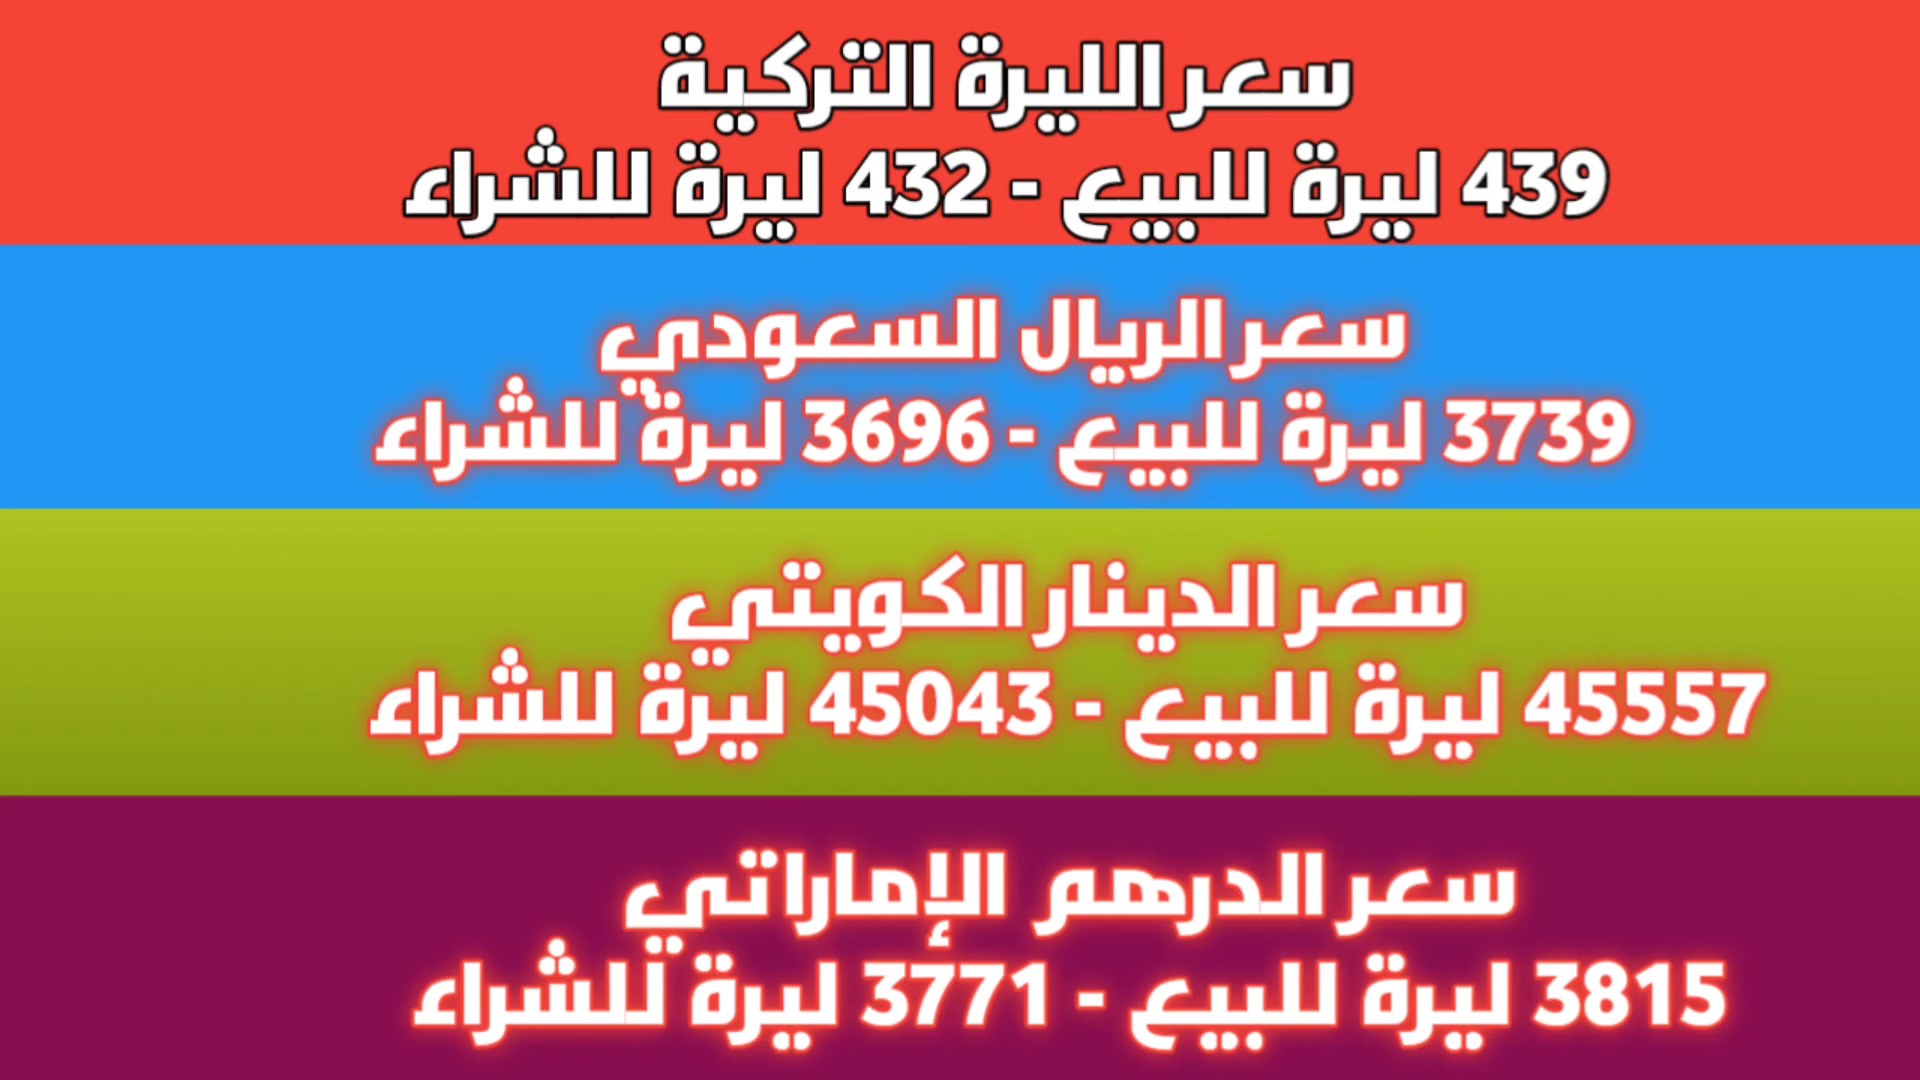 سعر الليرة التركية
439 ليرة للبيع - 432 ليرة للشراء
سعر الريال السعودي
3739 ليرة للبيع - 3696 ليرة للشراء
سعر الدينار الكويتي
45557 ليرة للبيع - 45043 ليرة للشراء
سعر الدرهم الإماراتي
3815 ليرة للبيع - 3771 ليرة للشراء